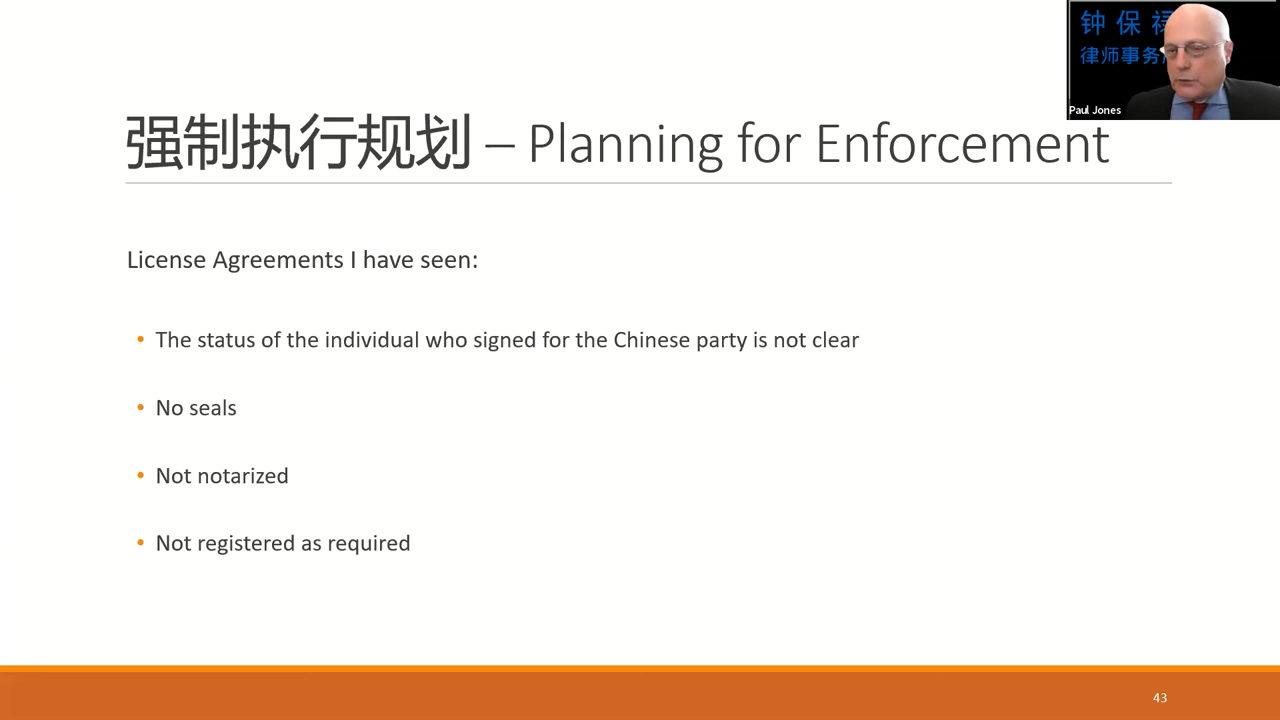 钟保禄
律师事务
Paul Jones
强制执行规划 – Planning for Enforcement
License Agreements I have seen:
• The status of the individual who signed for the Chinese party is not clear
• No seals
• Not notarized
• Not registered as required
43